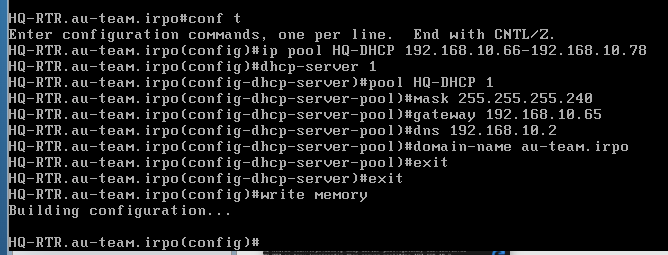 HQ-RTR.au-team.irpo#conf t
Enter configuration commands, one per line.  End with CNTL/Z.
HQ-RTR.au-team.irpo(config)#ip pool HQ-DHCP 192.168.10.66-192.168.10.78
HQ-RTR.au-team.irpo(config)#dhcp-server 1
HQ-RTR.au-team.irpo(config-dhcp-server)#pool HQ-DHCP 1
HQ-RTR.au-team.irpo(config-dhcp-server-pool)#mask 255.255.255.240
HQ-RTR.au-team.irpo(config-dhcp-server-pool)#gateway 192.168.10.65
HQ-RTR.au-team.irpo(config-dhcp-server-pool)#dns 192.168.10.2
HQ-RTR.au-team.irpo(config-dhcp-server-pool)#domain-name au-team.irpo
HQ-RTR.au-team.irpo(config-dhcp-server-pool)#exit
HQ-RTR.au-team.irpo(config-dhcp-server)#exit
HQ-RTR.au-team.irpo(config)#write memory
Building configuration...
HQ-RTR.au-team.irpo(config)#